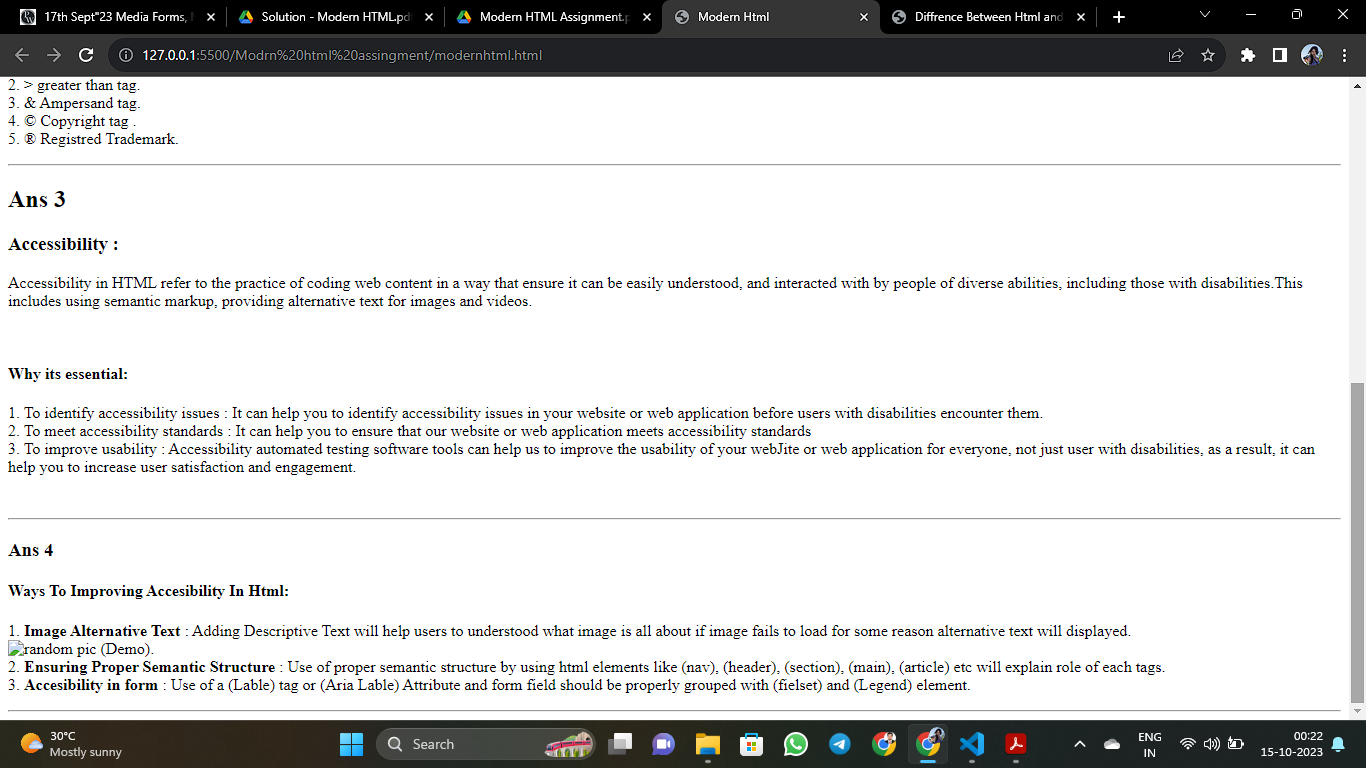 17th Sept"23 Media Forms,
Solution - Modern HTML.pdf
Modern HTML Assignment.p
Modern Html
Diffrence Between Html and
127.0.0.1:5500/Modrn%20html%20assingment/modernhtml.html
2. > greater than tag.
3. & Ampersand tag.
4. © Copyright tag .
5. ® Registred Trademark.
Ans 3
Accessibility :
Accessibility in HTML refer to the practice of coding web content in a way that ensure it can be easily understood, and interacted with by people of diverse abilities, including those with disabilities.This
includes using semantic markup, providing alternative text for images and videos.
Why its essential:
1. To identify accessibility issues : It can help you to identify accessibility issues in your website or web application before users with disabilities encounter them.
2. To meet accessibility standards : It can help you to ensure that our website or web application meets accessibility standards
3. To improve usability : Accessibility automated testing software tools can help us to improve the usability of your webJite or web application for everyone, not just user with disabilities, as a result, it can
help you to increase user satisfaction and engagement.
Ans 4
Ways To Improving Accesibility In Html:
1. Image Alternative Text : Adding Descriptive Text will help users to understood what image is all about if image fails to load for some reason alternative text will displayed.
random pic (Demo).
2. Ensuring Proper Semantic Structure : Use of proper semantic structure by using html elements like (nav), (header), (section), (main), (article) etc will explain role of each tags.
3. Accesibility in form : Use of a (Lable) tag or (Aria Lable) Attribute and form field should be properly grouped with (fielset) and (Legend) element.
30°C
Mostly sunny
Search
ENG
IN
00:22
15-10-2023